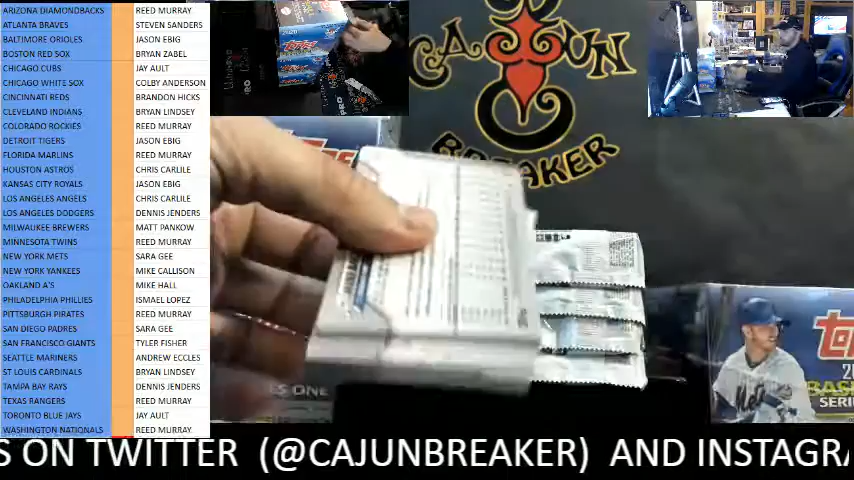 ARIZONA DIAMONDBACKS REED MURRAY
ATLANTA BRAVES STEVEN SANDERS
BALTIMORE ORIOLES JASON EBIG
BOSTON RED SOX BRYAN ZABEL
CHICAGO CUBS JAY AULT
CHICAGO WHITE SOX COLBY ANDERSON
CINCINNATI REDS BRANDON HICKS
CLEVELAND INDIANS BRYAN LINDSEY
COLORADO ROCKIES REED MURRAY
DETROIT TIGERS JASON EBIG
FLORIDA MARLINS REED MURRAY
HOUSTON ASTROS CHRIS CARLILE
KANSAS CITY ROYALS JASON EBIG
LOS ANGELES ANGELS CHRIS CARLILE
LOS ANGELES DODGERS DENNIS JENDERS
MILWAUKEE BREWERS MATT PANKOW
MINNESOTA TWINS REED MURRAY
NEW YORK METS SARA GEE
NEW YORK YANKEES MIKE CALLISON
OAKLAND A'S MIKE HALL
PHILADELPHIA PHILLIES ISMAEL LOPEZ
PITTSBURGH PIRATES REED MURRAY
SAN DIEGO PADRES SARA GEE
SAN FRANCISCO GIANTS TYLER FISHER
SEATTLE MARINERS ANDREW ECCLES
ST LOUIS CARDINALS BRYAN LINDSEY
TAMPA BAY RAYS DENNIS JENDERS
TEXAS RANGERS REED MURRAY
TORONTO BLUE JAYS JAY AULT
WASHINGTON NATIONALS REED MURRAY
2020
Topps
CAJUN
BREAKER
ES ONE
Mets
S ON TWITTER (@CAJUNBREAKER) AND INSTAGRA